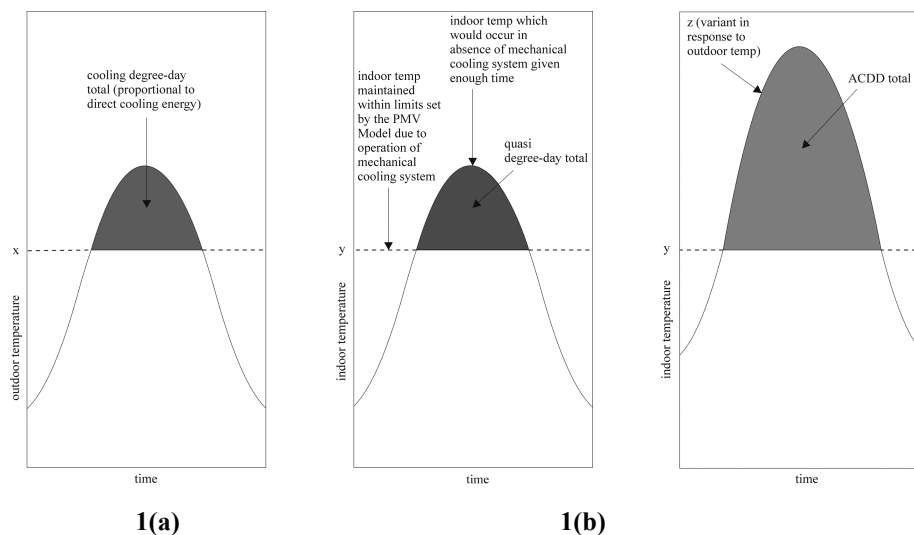 cooling degree-day
total (proportional to
direct cooling energy)
x
outdoor temperature
time
1(a)
indoor temp which
would occur in
absence of mechanical
cooling system given
enough time
indoor temp
maintained
within limits set
by the PMV
Model due to
operation of
mechanical
cooling system
quasi
degree-day total
y
indoor temperature
time
1(b)
z (variant in
response to
outdoor temp)
ACDD total
y
indoor temperature
time